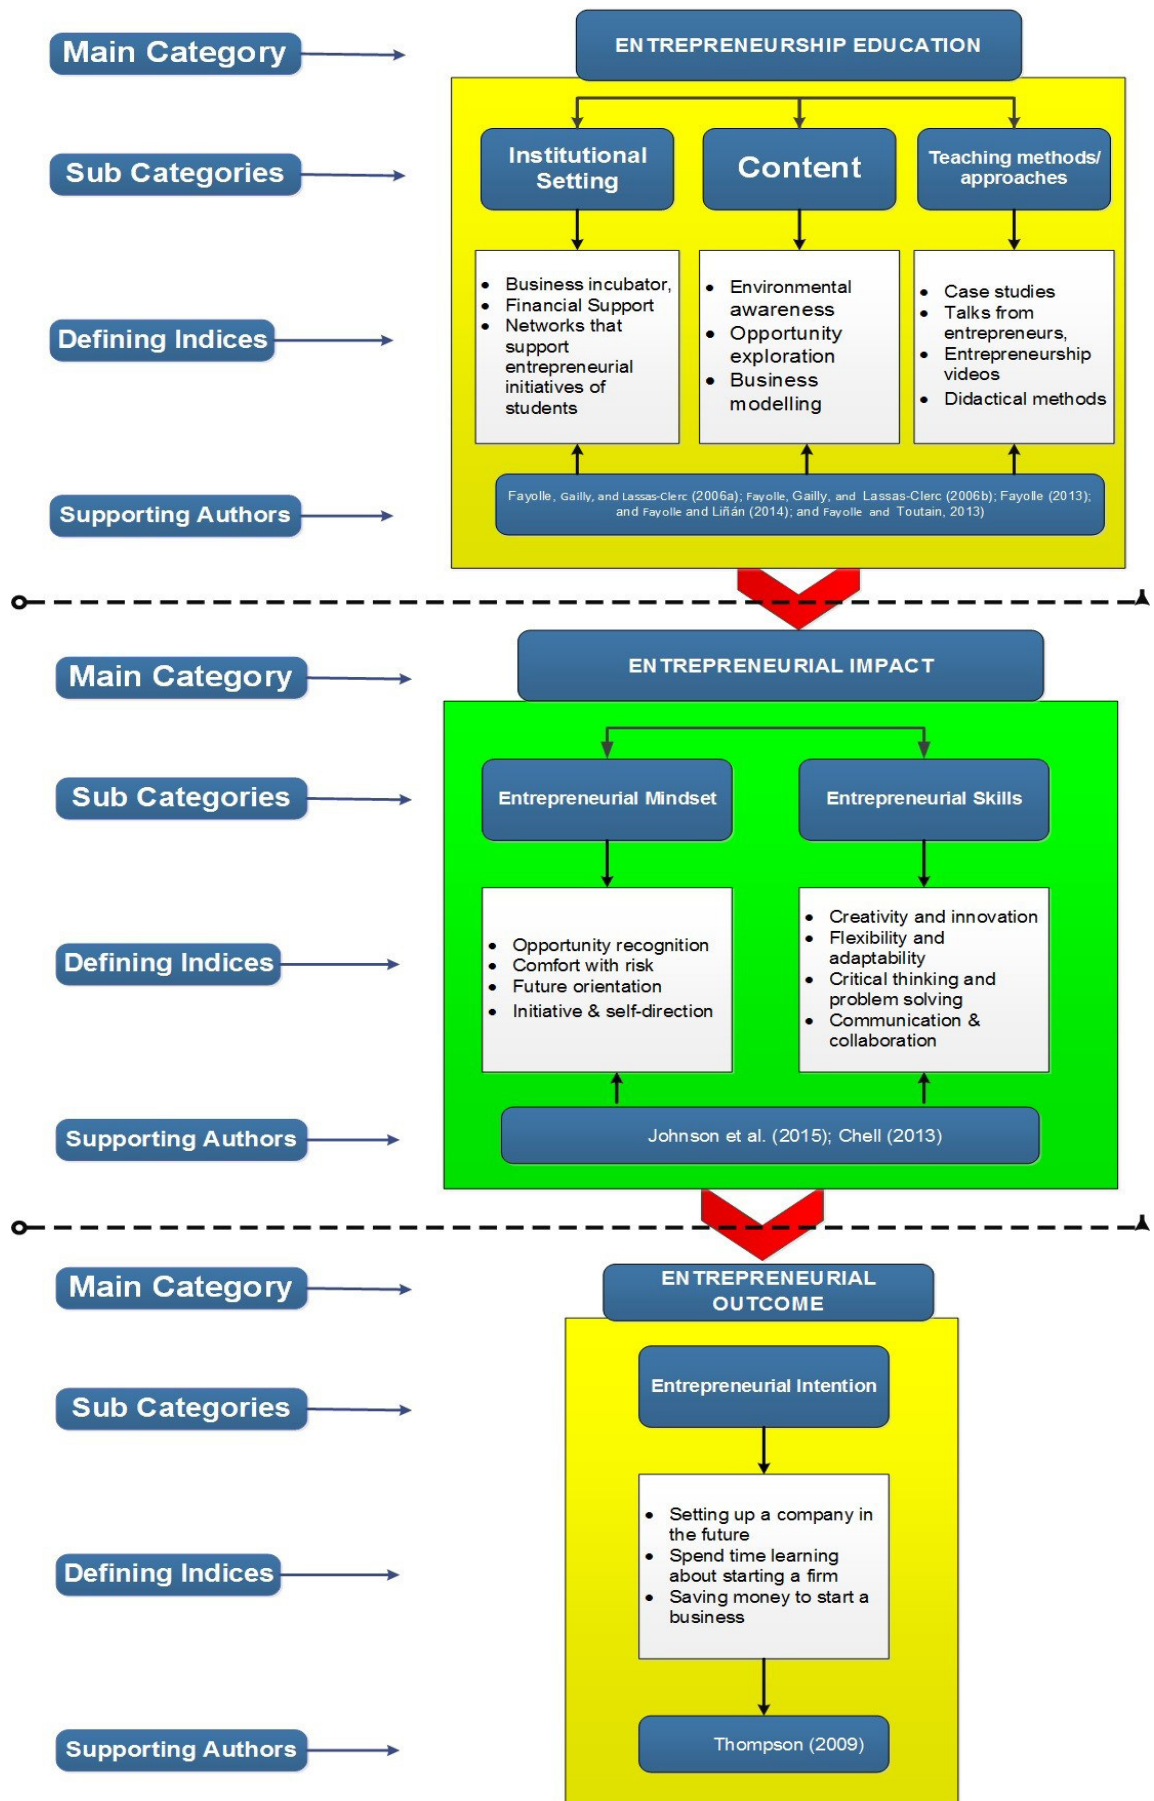 Main Category
ENTREPRENEURSHIP EDUCATION
Sub Categories
Institutional
Setting
Content
Teaching methods/
approaches
Defining Indices
• Business incubator,
• Financial Support
• Networks that
support
entrepreneurial
initiatives of
students
• Environmental
awareness
• Opportunity
exploration
• Business
modelling
• Case studies
• Talks from
entrepreneurs,
• Entrepreneurship
videos
• Didactical methods
Supporting Authors
Fayolle, Gailly, and Lassas-Clerc (2006a); Fayolle, Gailly, and Lassas-Clerc (2006b); Fayolle (2013);
and Fayolle and Liñán (2014); and Fayolle and Toutain, 2013)
Main Category
ENTREPRENEURIAL IMPACT
Sub Categories
Entrepreneurial Mindset
Entrepreneurial Skills
Defining Indices
• Opportunity recognition
• Comfort with risk
• Future orientation
• Initiative & self-direction
• Creativity and innovation
• Flexibility and
adaptability
• Critical thinking and
problem solving
• Communication &
collaboration
Supporting Authors
Johnson et al. (2015); Chell (2013)
Main Category
ENTREPRENEURIAL
OUTCOME
Sub Categories
Entrepreneurial Intention
Defining Indices
• Setting up a company in
the future
• Spend time learning
about starting a firm
• Saving money to start a
business
Supporting Authors
Thompson (2009)